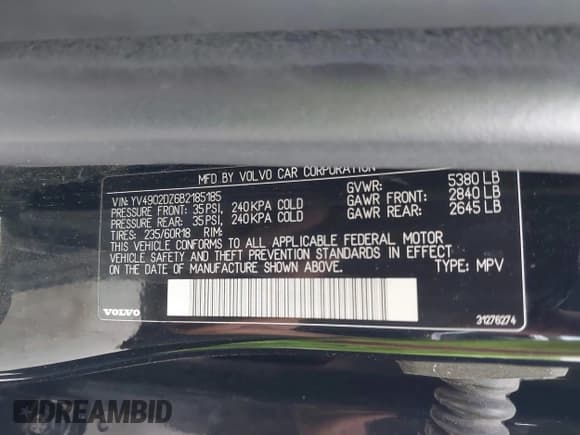 MFD BY VOLVO CAR CORPORATION
VIN: YV4902DZ6B2185185
PRESSURE FRONT: 35 PSI, 240 KPA COLD
PRESSURE REAR: 35 PSI, 240 KPA COLD
TIRES: 235/60R18 RIM:
GVWR: 5380 LB
GAWR FRONT: 2840 LB
GAWR REAR: 2645 LB
THIS VEHICLE CONFORMS TO ALL APPLICABLE FEDERAL MOTOR
VEHICLE SAFETY AND THEFT PREVENTION STANDARDS IN EFFECT
ON THE DATE OF MANUFACTURE SHOWN ABOVE.
TYPE: MPV
VOLVO
31276274
DREAMBID